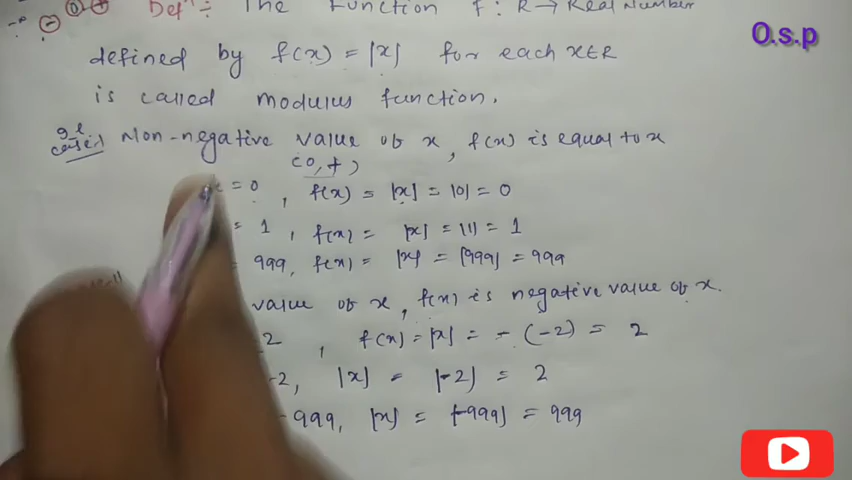 Defⁿ :- The Function f : R → Real Number
O.s.p
defined by f(x) = |x| for each x∈R
is called modulus function.
case I Non-negative value of x, f(x) is equal to x
(0, +)
= 0, f(x) = |x| = |0| = 0
= 1, f(x) = |x| = |1| = 1
= 999, f(x) = |x| = |999| = 999
value of x, f(x) is negative value of x.
2, f(x) = |x| = - (-2) = 2
-2, |x| = |-2| = 2
-999, |x| = |-999| = 999